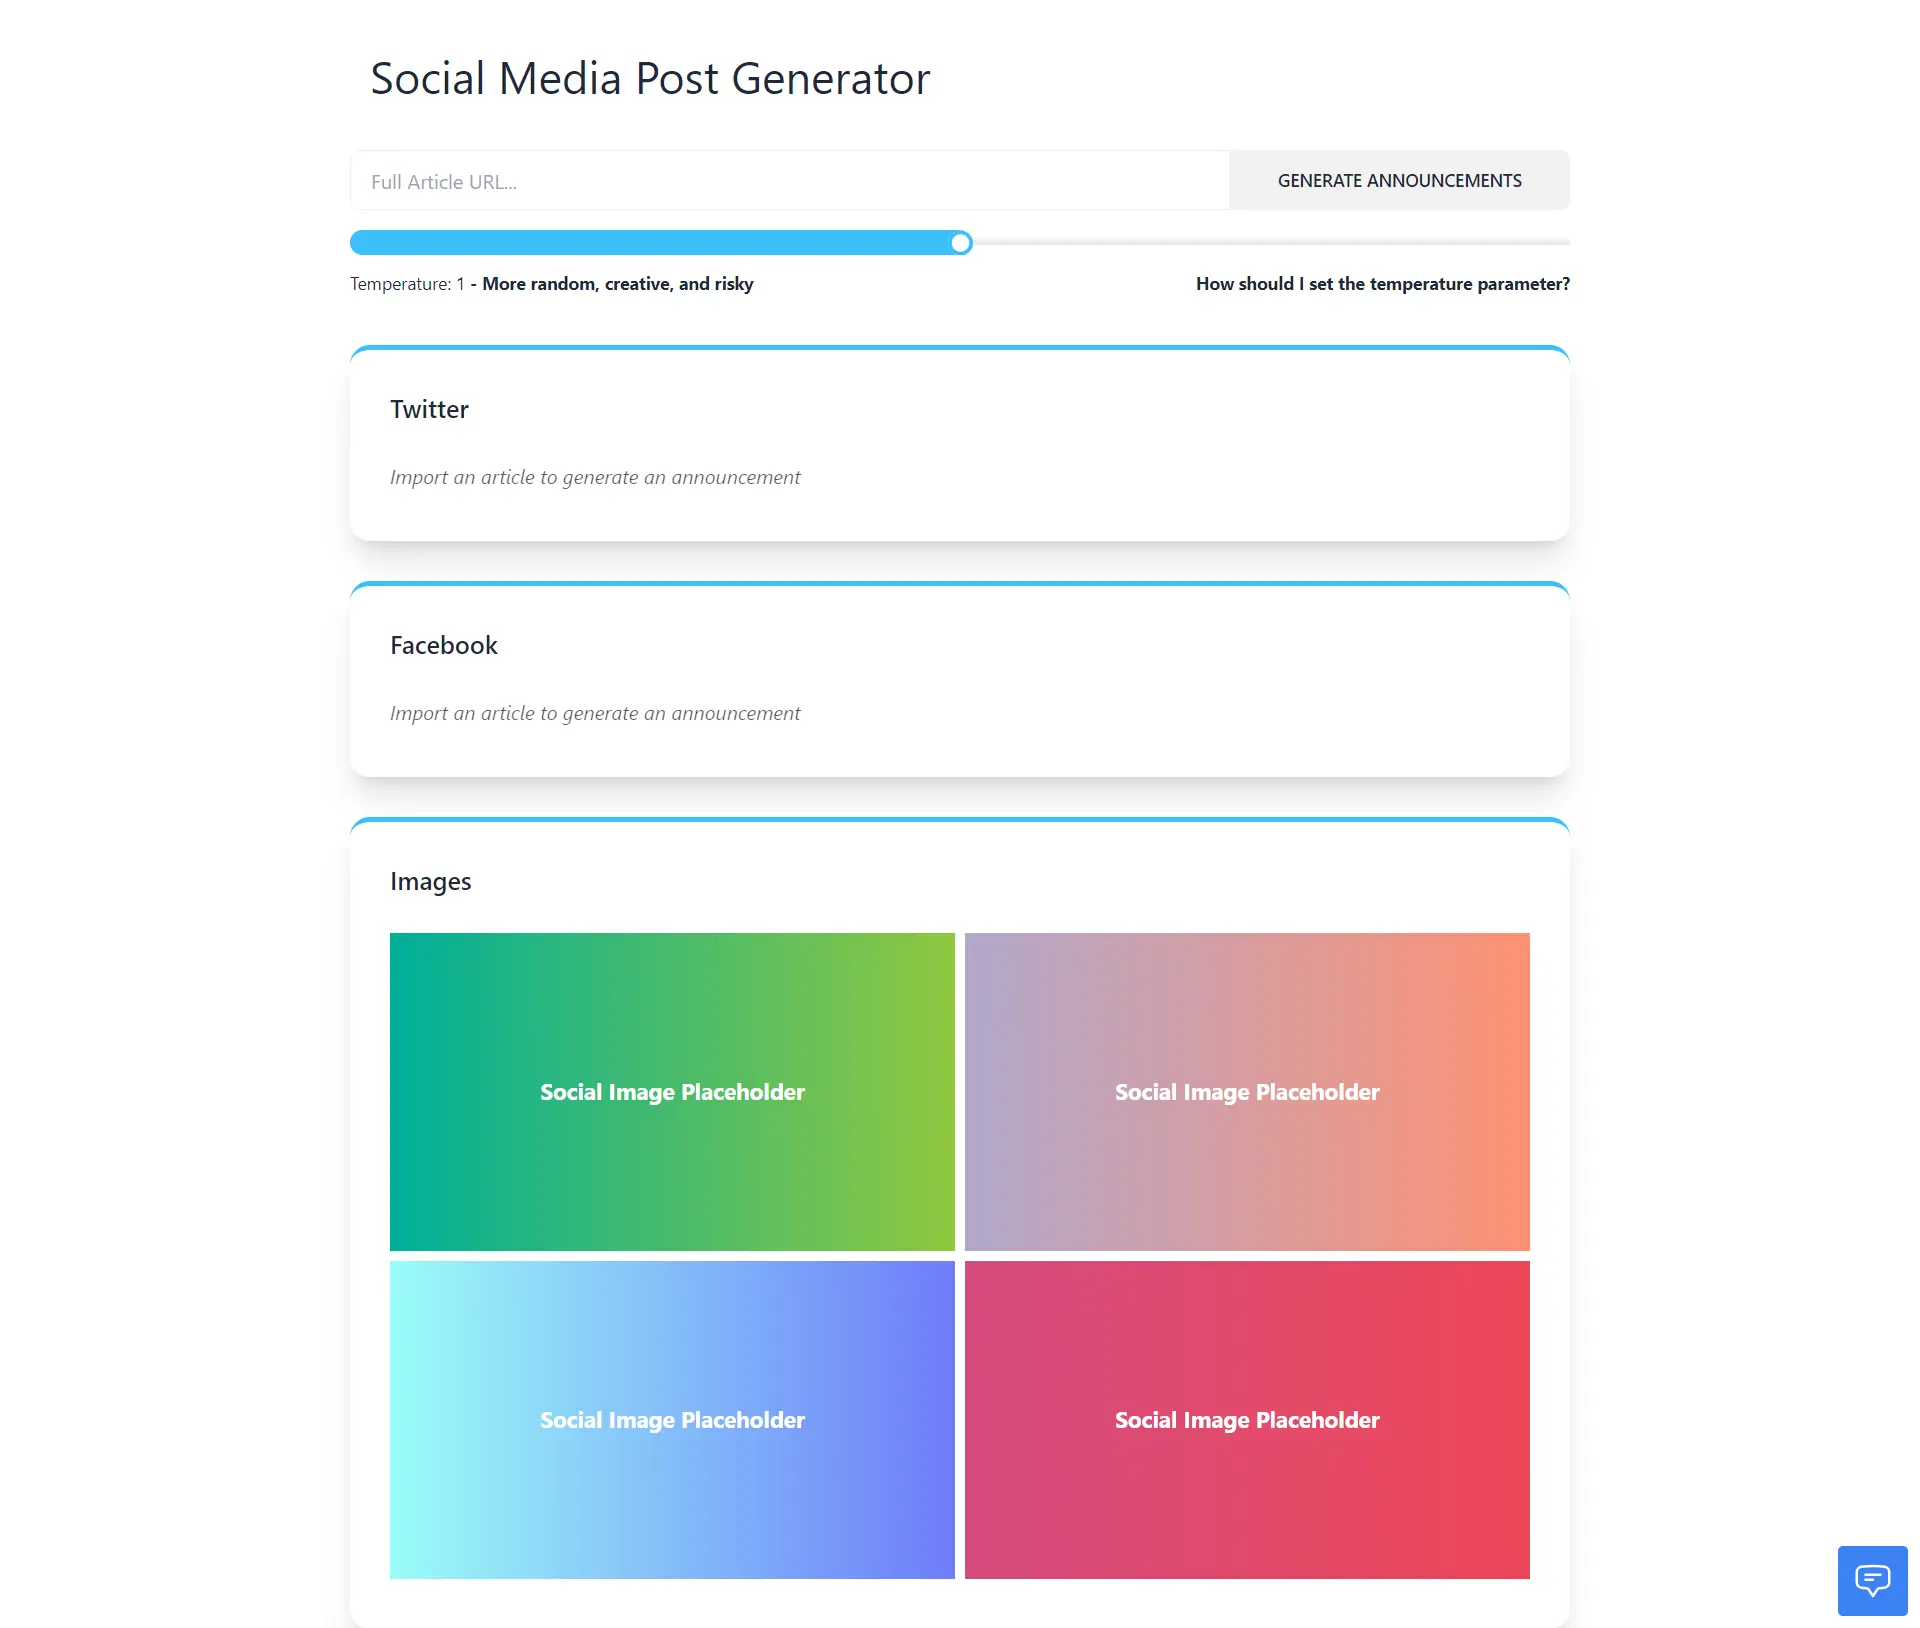 Social Media Post Generator
Full Article URL...
GENERATE ANNOUNCEMENTS
Temperature: 1 - More random, creative, and risky
How should I set the temperature parameter?
Twitter
Import an article to generate an announcement
Facebook
Import an article to generate an announcement
Images
Social Image Placeholder
Social Image Placeholder
Social Image Placeholder
Social Image Placeholder